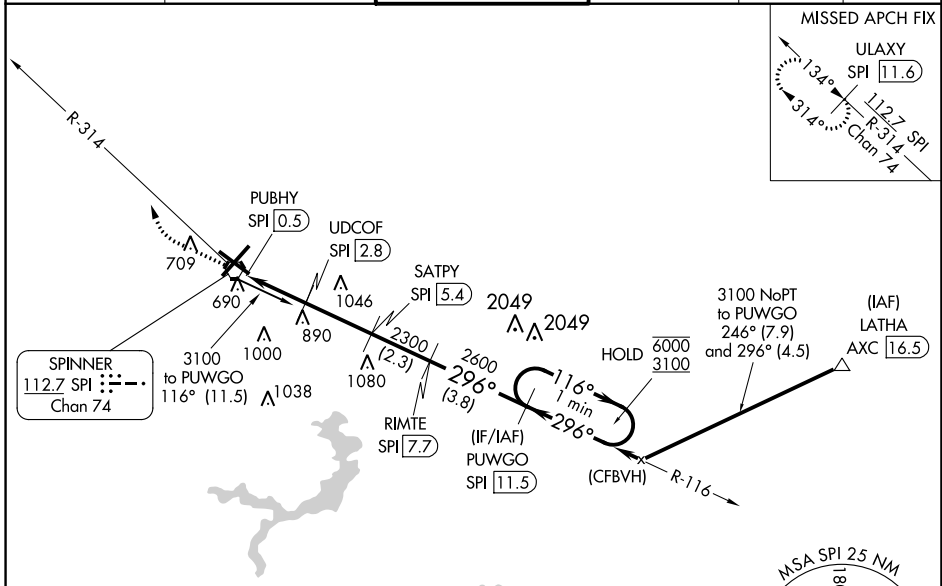 MISSED APCH FIX
ULAXY
SPI 11.6
134°
314°
112.7 SPI
R-314
Chan 74
R-314
PUBHY
SPI 0.5
UDCOF
SPI 2.8
SATPY
SPI 5.4
709
690
1046
890
1000
1038
1080
2049
2049
3100 NoPT
to PUWGO
246° (7.9)
and 296° (4.5)
(IAF)
LATHA
AXC 16.5
HOLD 6000
3100
2300
(2.3)
2600
296°
(3.8)
116°
1 min
296°
SPINNER
112.7 SPI
Chan 74
3100
to PUWGO
116° (11.5)
RIMTE
SPI 7.7
(IF/IAF)
PUWGO
SPI 11.5
(CFBVH)
R-116
MSA SPI 25 NM